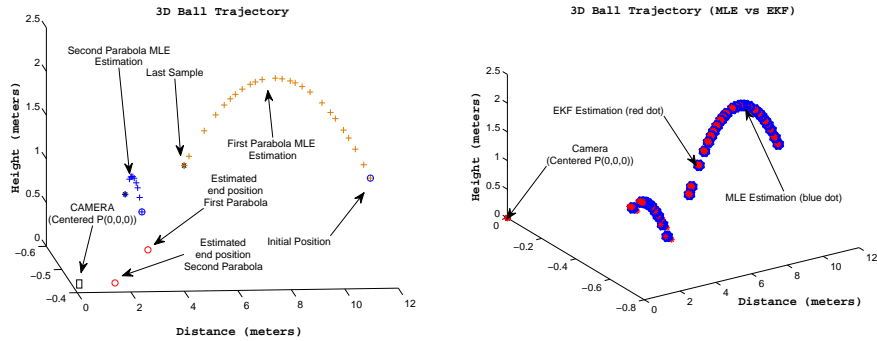 3D Ball Trajectory
2.5
2
1.5
1
0.5
0
Height (meters)
Second Parabola MLE
Estimation
Last Sample
First Parabola MLE
Estimation
CAMERA
(Centered P(0,0,0))
Estimated
end position
First Parabola
Estimated
end position
Second Parabola
Initial Position
−0.6
−0.5
−0.4
0
2
4
6
8
10
12
Distance (meters)
3D Ball Trajectory (MLE vs EKF)
2.5
2
1.5
1
0.5
0
Height (meters)
EKF Estimation (red dot)
Camera
(Centered P(0,0,0))
MLE Estimation (blue dot)
−0.2
−0.4
−0.6
−0.8
0
2
4
6
8
10
12
Distance (meters)